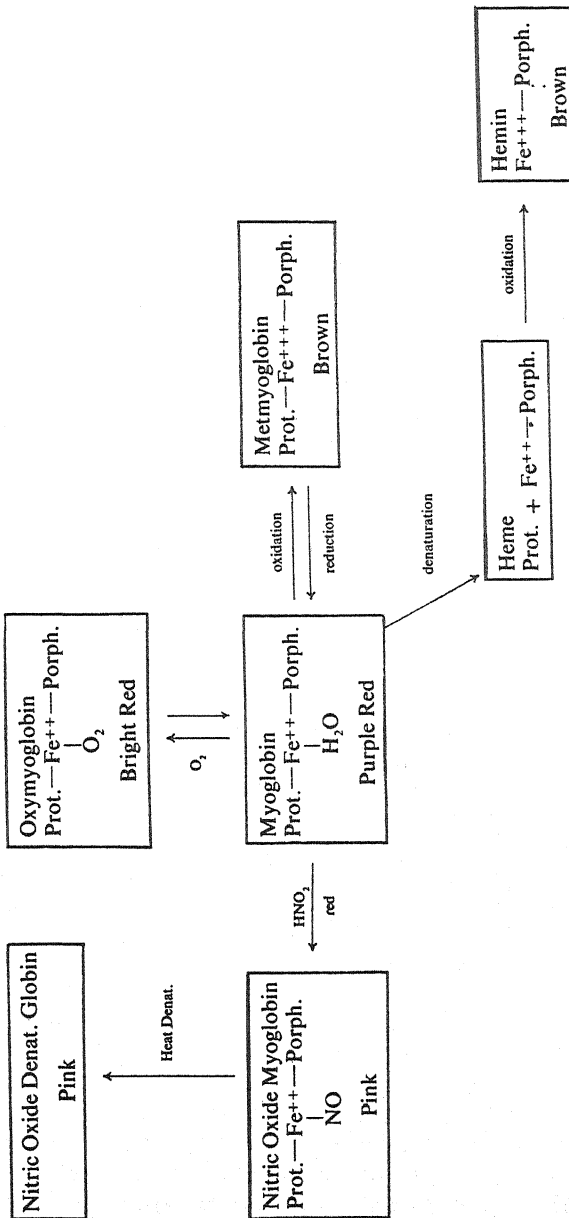 Nitric Oxide Denat. Globin
Pink
Heat Denat.
Nitric Oxide Myoglobin
Prot.—Fe++—Porph.
NO
Pink
HNO2
red
Oxymyoglobin
Prot.—Fe++—Porph.
O2
Bright Red
O2
Myoglobin
Prot.—Fe++—Porph.
H2O
Purple Red
oxidation
reduction
Metmyoglobin
Prot.—Fe+++—Porph.
Brown
denaturation
Heme
Prot. + Fe++—Porph.
oxidation
Hemin
Fe+++—Porph.
Brown